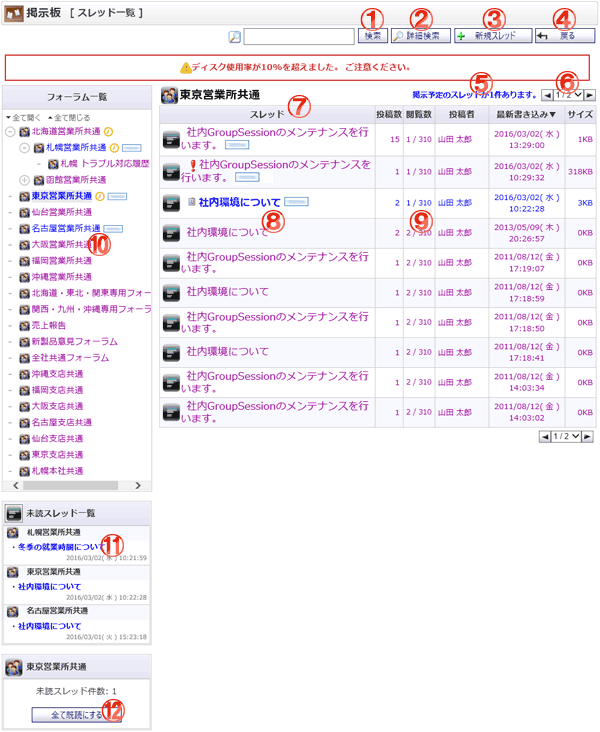 掲示板 [ スレッド一覧 ]
① ② ③ ④
検索 詳細検索 新規スレッド 戻る
ディスク使用率が10%を超えました。ご注意ください。
フォーラム一覧
▼全て開く ▲全て閉じる
北海道営業所共通
札幌営業所共通
札幌 トラブル対応履歴
函館営業所共通
東京営業所共通
仙台営業所共通
名古屋営業所共通
⑩
大阪営業所共通
福岡営業所共通
沖縄営業所共通
北海道・東北・関東専用フォー
関西・九州・沖縄専用フォーラ
売上報告
新製品意見フォーラム
全社共通フォーラム
沖縄支店共通
福岡支店共通
大阪支店共通
名古屋支店共通
仙台支店共通
東京支店共通
札幌本社共通
未読スレッド一覧
札幌営業所共通
・冬季の就業時間について ⑪
2016/03/02( 水 ) 10:21:59
東京営業所共通
・社内環境について
2016/03/02( 水 ) 10:22:28
名古屋営業所共通
・社内環境について
2016/03/01( 火 ) 15:23:18
東京営業所共通
未読スレッド件数: 1
全て既読にする ⑫
東京営業所共通
⑤ ⑥
掲示予定のスレッドが1件あります。 1 / 2
⑦
スレッド 投稿数 閲覧数 投稿者 最新書き込み▼ サイズ
社内GroupSessionのメンテナンスを行います。 15 1 / 310 山田 太郎 2016/03/02( 水 ) 13:29:00 1KB
社内GroupSessionのメンテナンスを行います。 1 1 / 310 山田 太郎 2016/03/02( 水 ) 10:29:32 318KB
社内環境について 2 1 / 310 山田 太郎 2016/03/02( 水 ) 10:22:28 3KB
⑧ ⑨
社内環境について 2 2 / 310 山田 太郎 2013/05/09( 木 ) 20:26:57 0KB
社内GroupSessionのメンテナンスを行います。 1 2 / 310 山田 太郎 2011/08/12( 金 ) 17:19:07 0KB
社内環境について 1 2 / 310 山田 太郎 2011/08/12( 金 ) 17:18:59 0KB
社内GroupSessionのメンテナンスを行います。 1 2 / 310 山田 太郎 2011/08/12( 金 ) 17:18:50 0KB
社内環境について 1 2 / 310 山田 太郎 2011/08/12( 金 ) 17:18:41 0KB
社内GroupSessionのメンテナンスを行います。 1 2 / 310 山田 太郎 2011/08/12( 金 ) 14:03:34 0KB
社内GroupSessionのメンテナンスを行います。 1 2 / 310 山田 太郎 2011/08/12( 金 ) 14:03:02 0KB
1 / 2